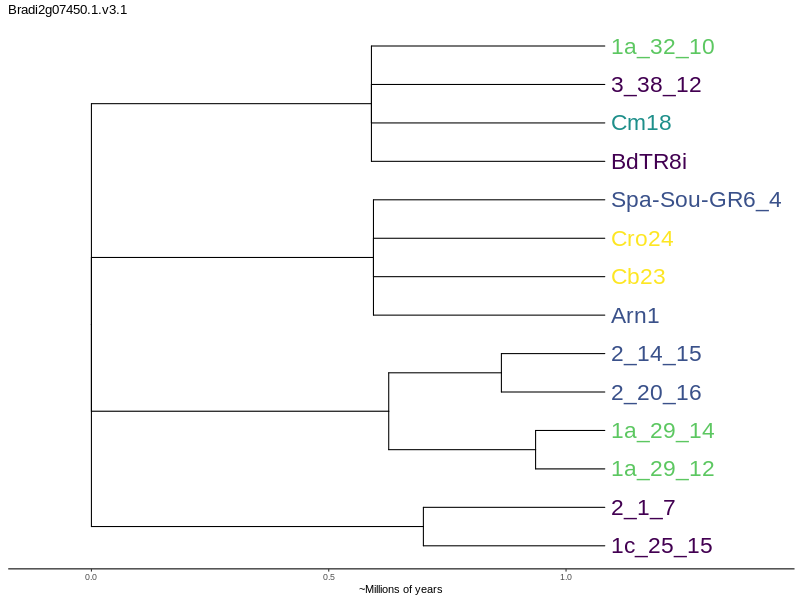 Bradi2g07450.1.v3.1
1a_32_10
3_38_12
Cm18
BdTR8i
Spa-Sou-GR6_4
Cro24
Cb23
Arn1
2_14_15
2_20_16
1a_29_14
1a_29_12
2_1_7
1c_25_15
0.0 0.5 1.0
~Millions of years